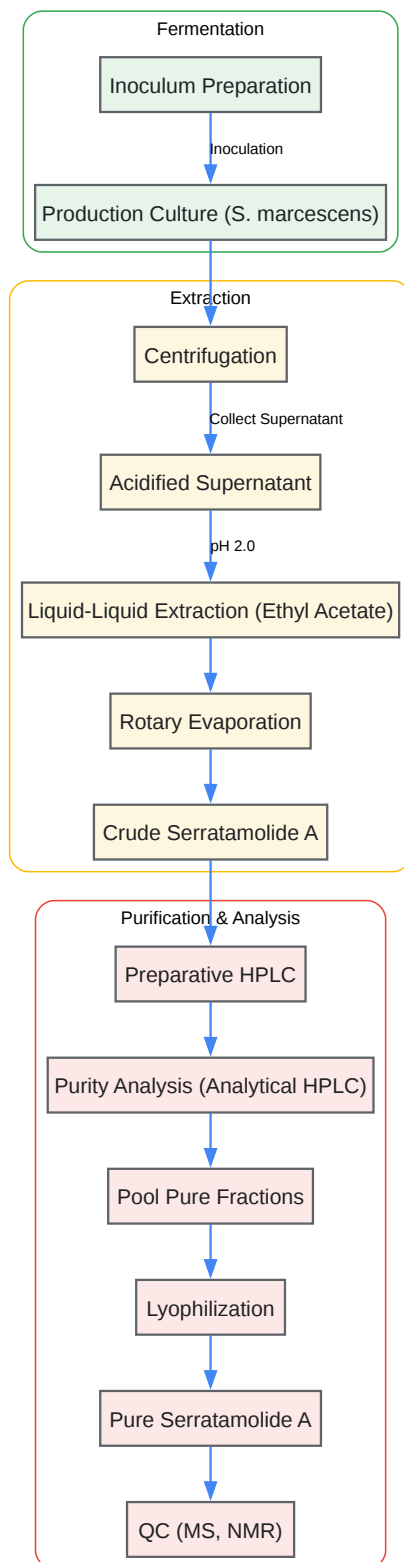 Fermentation
Inoculum Preparation
Inoculation
Production Culture (S. marcescens)
Extraction
Centrifugation
Collect Supernatant
Acidified Supernatant
pH 2.0
Liquid-Liquid Extraction (Ethyl Acetate)
Rotary Evaporation
Crude Serratamolide A
Purification & Analysis
Preparative HPLC
Purity Analysis (Analytical HPLC)
Pool Pure Fractions
Lyophilization
Pure Serratamolide A
QC (MS, NMR)